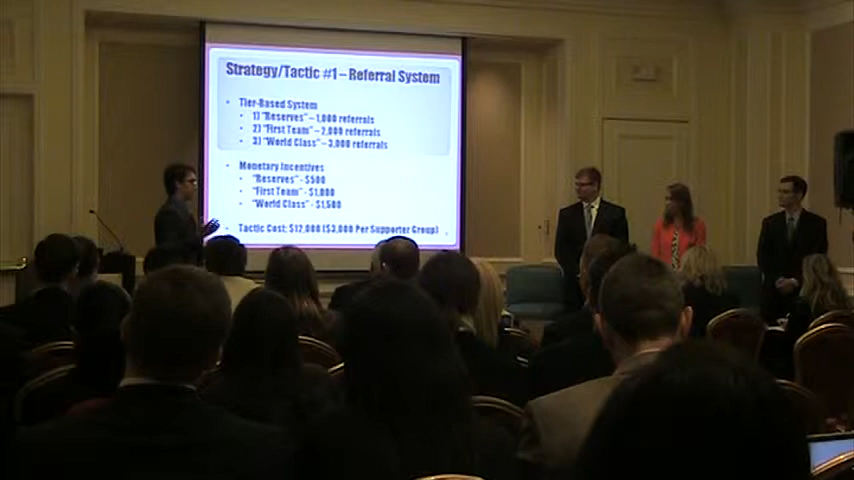 Strategy/Tactic #1 – Referral System
• Tier-Based System
• 1) "Reserves" – 1,000 referrals
• 2) "First Team" – 2,000 referrals
• 3) "World Class" – 3,000 referrals
• Monetary Incentives
• "Reserves" - $500
• "First Team" - $1,000
• "World Class" - $1,500
• Tactic Cost: $12,000 ($3,000 Per Supporter Group)